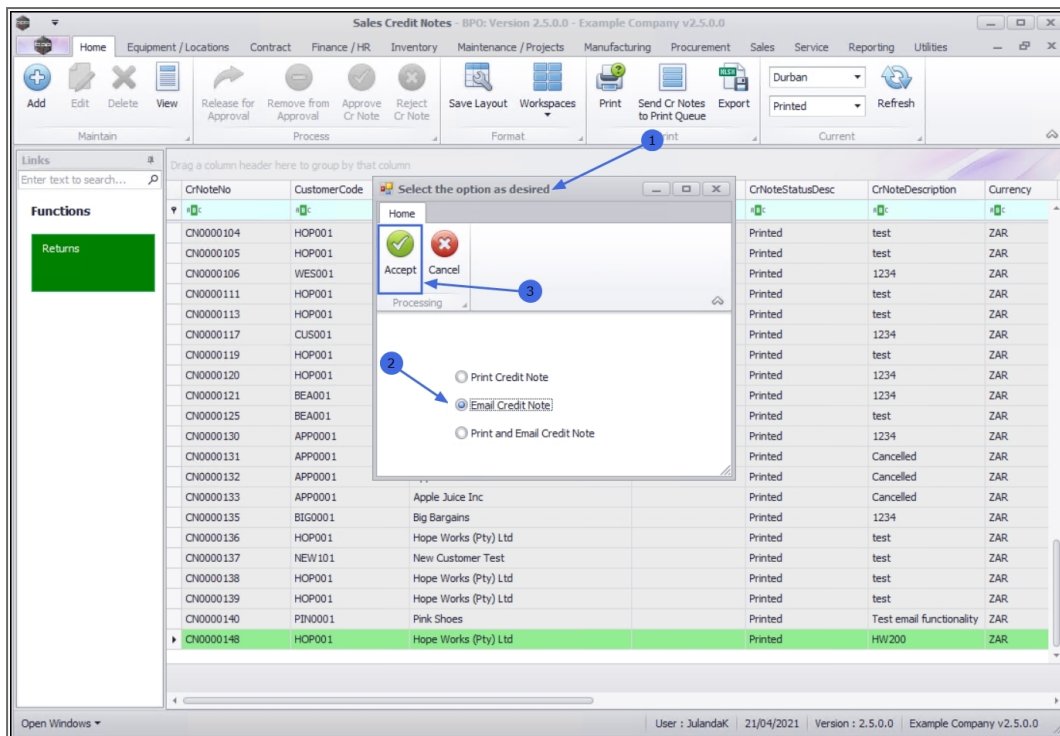 Sales Credit Notes - BPO: Version 2.5.0.0 - Example Company v2.5.0.0
Home Equipment / Locations Contract Finance / HR Inventory Maintenance / Projects Manufacturing Procurement Sales Service Reporting Utilities
Add Edit Delete View Release for Approval Remove from Approval Approve Cr Note Reject Cr Note Save Layout Workspaces Print Send Cr Notes to Print Queue Export Durban Printed Refresh
Maintain Process Format Print Current
1
Links
Enter text to search...
Functions
Returns
Drag a column header here to group by that column
CrNoteNo CustomerCode CrNoteStatusDesc CrNoteDescription Currency
Select the option as desired
Home
Accept Cancel
Processing
3
2
Print Credit Note
Email Credit Note
Print and Email Credit Note
CN0000104 HOP001 Printed test ZAR
CN0000105 HOP001 Printed test ZAR
CN0000106 WES001 Printed 1234 ZAR
CN0000111 HOP001 Printed test ZAR
CN0000113 HOP001 Printed test ZAR
CN0000117 CUS001 Printed 1234 ZAR
CN0000119 HOP001 Printed test ZAR
CN0000120 HOP001 Printed 1234 ZAR
CN0000121 BEA001 Printed 1234 ZAR
CN0000125 BEA001 Printed test ZAR
CN0000130 APP0001 Printed 1234 ZAR
CN0000131 APP0001 Printed Cancelled ZAR
CN0000132 APP0001 Printed Cancelled ZAR
CN0000133 APP0001 Apple Juice Inc Printed Cancelled ZAR
CN0000135 BIG0001 Big Bargains Printed 1234 ZAR
CN0000136 HOP001 Hope Works (Pty) Ltd Printed test ZAR
CN0000137 NEW101 New Customer Test Printed test ZAR
CN0000138 HOP001 Hope Works (Pty) Ltd Printed test ZAR
CN0000139 HOP001 Hope Works (Pty) Ltd Printed test ZAR
CN0000140 PIN0001 Pink Shoes Printed Test email functionality ZAR
CN0000148 HOP001 Hope Works (Pty) Ltd Printed HW200 ZAR
Open Windows User : JulandaK 21/04/2021 Version : 2.5.0.0 Example Company v2.5.0.0